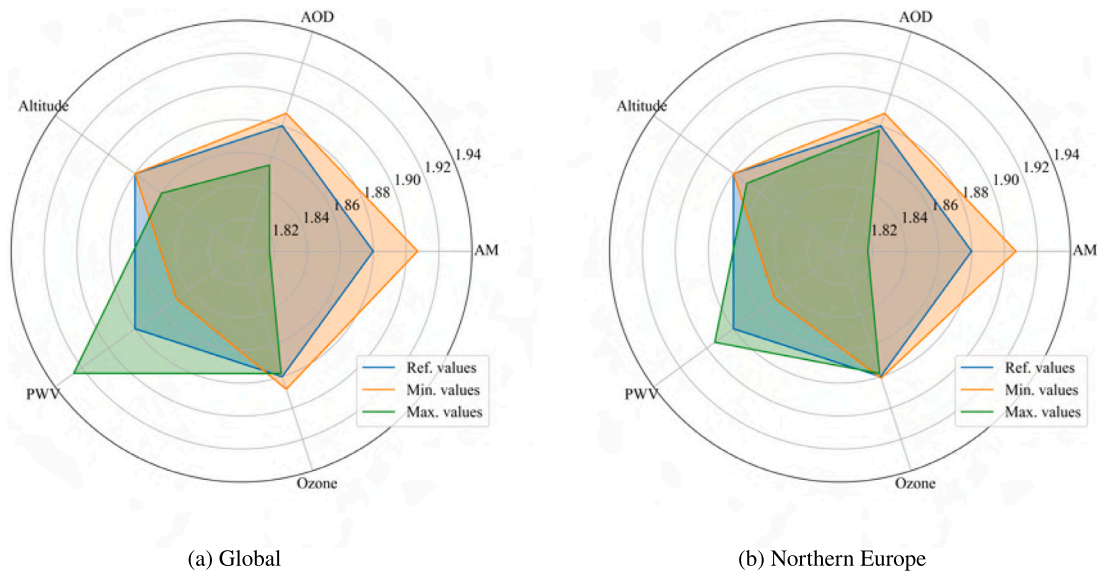 AOD
Altitude
1.94
1.92
1.90
1.88
1.86
1.84
1.82
AM
Ref. values
Min. values
Max. values
PWV
Ozone
(a) Global
AOD
Altitude
1.94
1.92
1.90
1.88
1.86
1.84
1.82
AM
Ref. values
Min. values
Max. values
PWV
Ozone
(b) Northern Europe